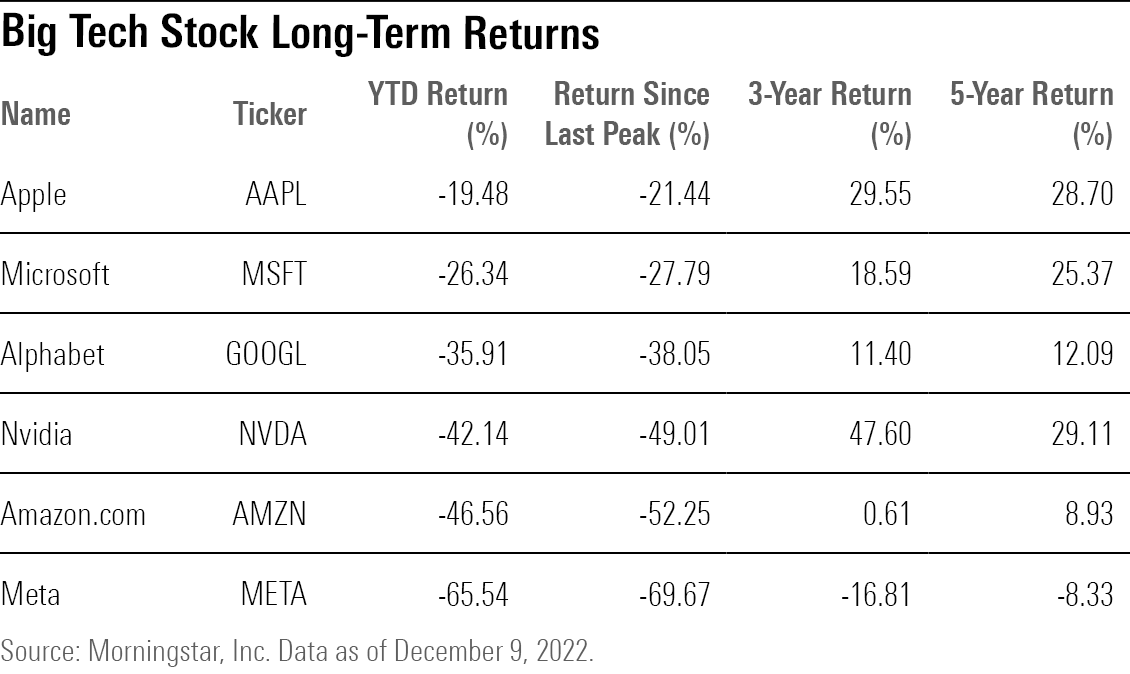 Big Tech Stock Long-Term Returns
Name Ticker YTD Return (%) Return Since Last Peak (%) 3-Year Return (%) 5-Year Return (%)
Apple AAPL -19.48 -21.44 29.55 28.70
Microsoft MSFT -26.34 -27.79 18.59 25.37
Alphabet GOOGL -35.91 -38.05 11.40 12.09
Nvidia NVDA -42.14 -49.01 47.60 29.11
Amazon.com AMZN -46.56 -52.25 0.61 8.93
Meta META -65.54 -69.67 -16.81 -8.33
Source: Morningstar, Inc. Data as of December 9, 2022.